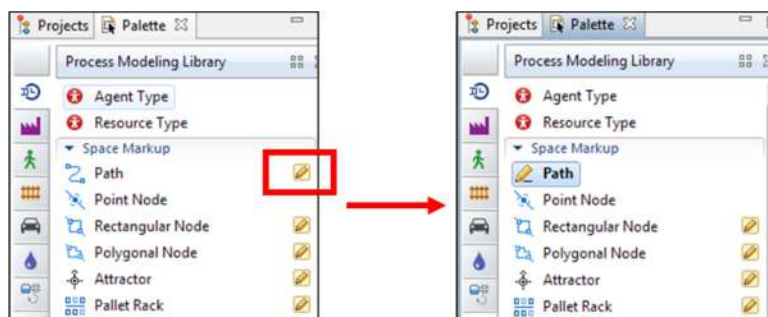 Projects Palette
Process Modeling Library
Agent Type
Resource Type
Space Markup
Path
Point Node
Rectangular Node
Polygonal Node
Attractor
Pallet Rack
Projects Palette
Process Modeling Library
Agent Type
Resource Type
Space Markup
Path
Point Node
Rectangular Node
Polygonal Node
Attractor
Pallet Rack